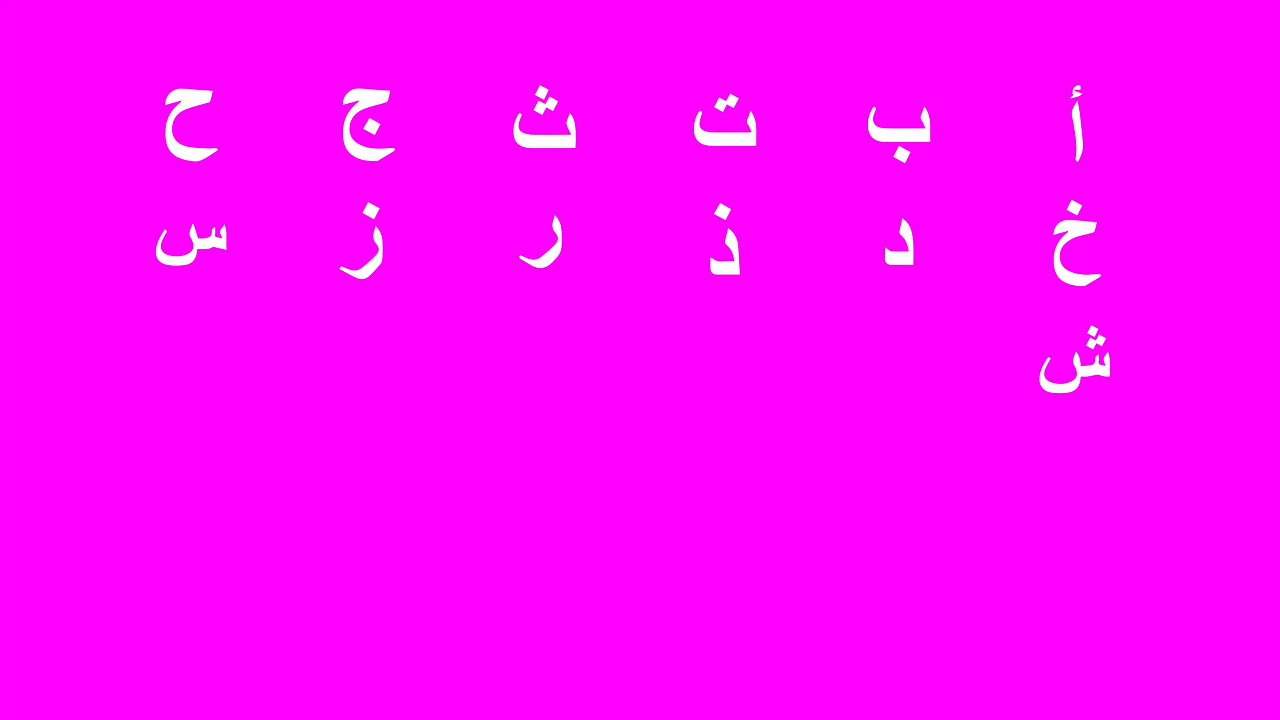 أ ب ت ث ج ح
خ د ذ ر ز س
ش